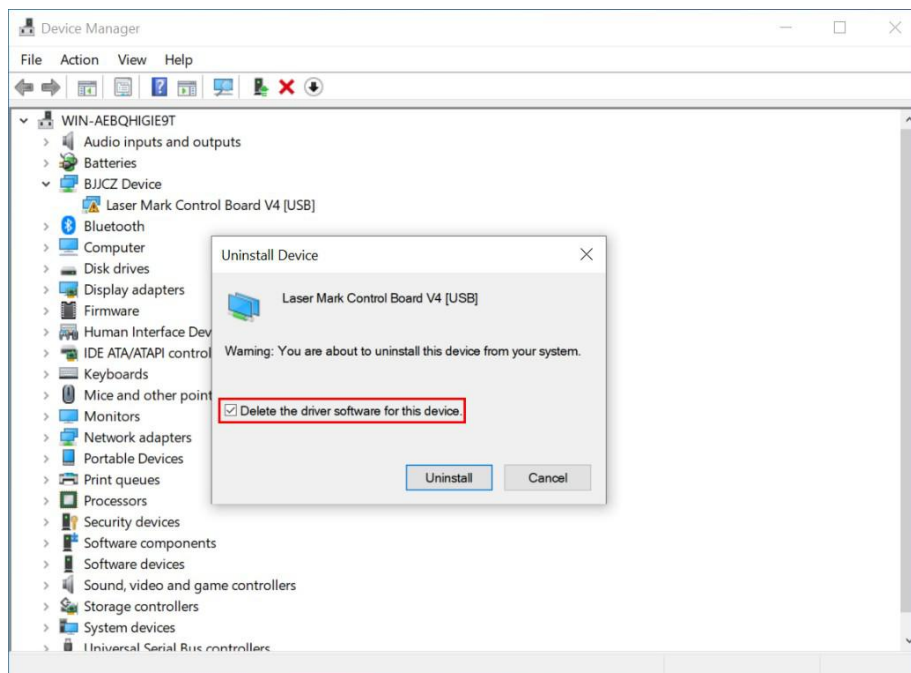 Device Manager
File Action View Help
WIN-AEBQHIGIE9T
Audio inputs and outputs
Batteries
BJJCZ Device
Laser Mark Control Board V4 [USB]
Bluetooth
Computer
Disk drives
Display adapters
Firmware
Human Interface Dev
IDE ATA/ATAPI control
Keyboards
Mice and other point
Monitors
Network adapters
Portable Devices
Print queues
Processors
Security devices
Software components
Software devices
Sound, video and game controllers
Storage controllers
System devices
Universal Serial Bus controllers
Uninstall Device
Laser Mark Control Board V4 [USB]
Warning: You are about to uninstall this device from your system.
Delete the driver software for this device.
Uninstall Cancel